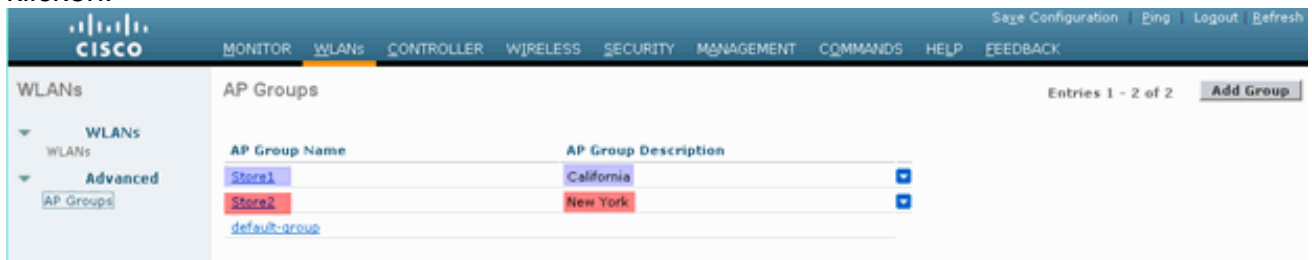 Save Configuration | Ping | Logout | Refresh
CISCO MONITOR WLANs CONTROLLER WIRELESS SECURITY MANAGEMENT COMMANDS HELP FEEDBACK
WLANs AP Groups Entries 1 - 2 of 2 Add Group
WLANs
WLANs
AP Group Name AP Group Description
Advanced Store1 California
AP Groups Store2 New York
default-group